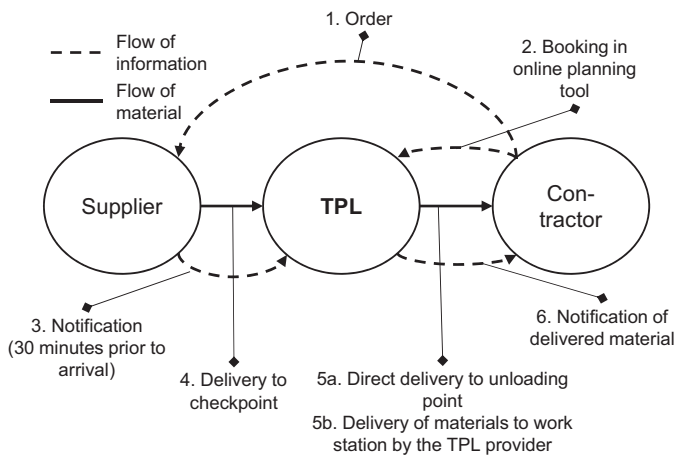 1. Order
Flow of
information
Flow of
material
2. Booking in
online planning
tool
Supplier
TPL
Con-
tractor
3. Notification
(30 minutes prior to
arrival)
4. Delivery to
checkpoint
5a. Direct delivery to unloading
point
5b. Delivery of materials to work
station by the TPL provider
6. Notification of
delivered material